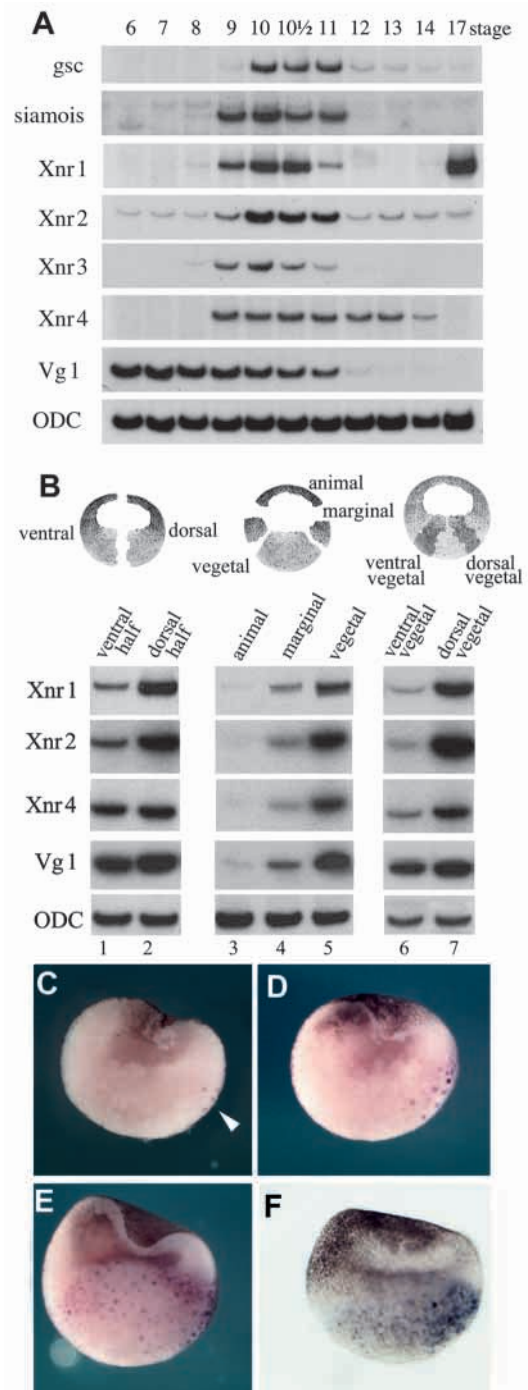 A
6 7 8 9 10 10½ 11 12 13 14 17 stage
gsc
siamois
Xnr1
Xnr2
Xnr3
Xnr4
Vg1
ODC
B
animal
marginal
ventral
dorsal
vegetal
ventral vegetal
dorsal vegetal
ventral half
dorsal half
animal
marginal
vegetal
ventral vegetal
dorsal vegetal
Xnr1
Xnr2
Xnr4
Vg1
ODC
1 2 3 4 5 6 7
C
D
E
F